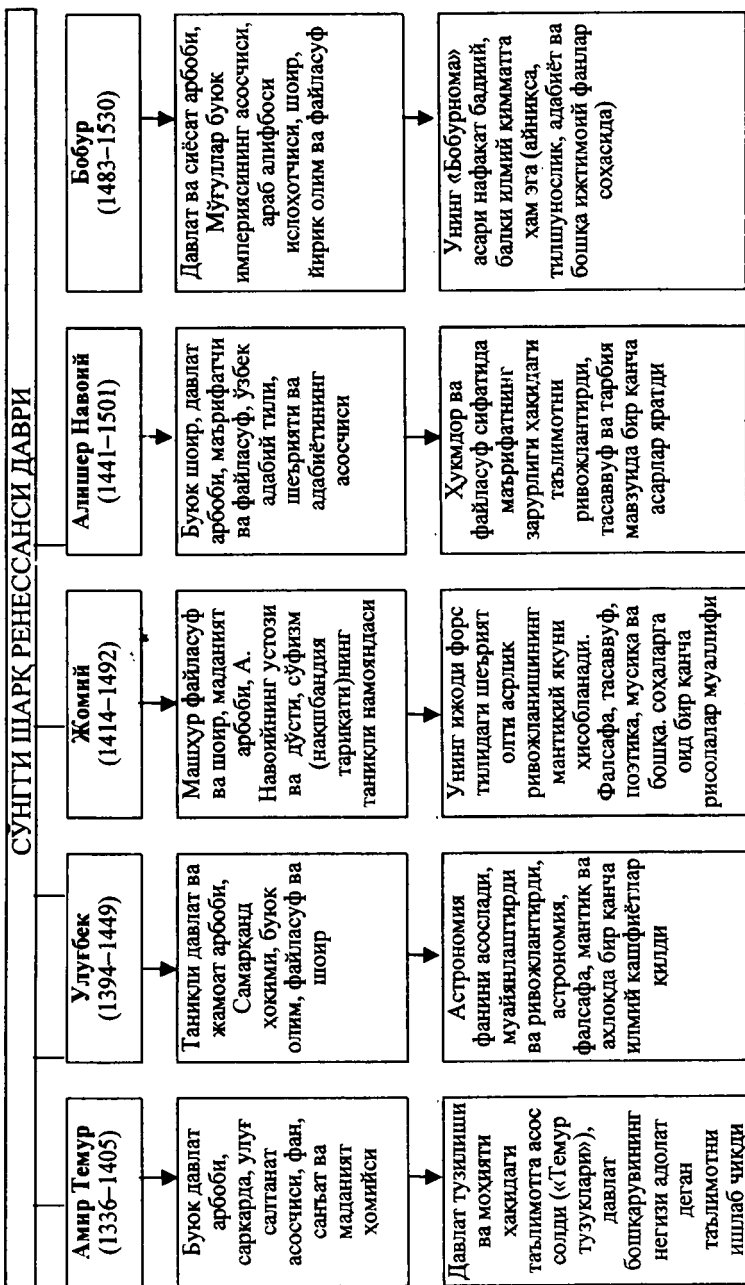 СЎНГГИ ШАРҚ РЕНЕССАНСИ ДАВРИ
Амир Темур
(1336–1405)
Буюк давлат
арбоби,
саркарда, улуғ
салтанат
асосчиси, фан,
санъат ва
маданият
ҳомийси
Давлат тузилиши
ва моҳияти
ҳақидаги
таълимотга асос
солди («Темур
тузуклари»),
давлат
бошқарувининг
негизи адолат
деган
таълимотни
ишлаб чиқди
Улуғбек
(1394–1449)
Таниқли давлат ва
жамоат арбоби,
Самарқанд
ҳокими, буюк
олим, файласуф ва
шоир
Астрономия
фанини асослади,
муайянлаштирди
ва ривожлантирди,
астрономия,
фалсафа, мантиқ ва
ахлоқда бир қанча
илмий кашфиётлар
қилди
Жомий
(1414–1492)
Машҳур файласуф
ва шоир, маданият
арбоби, А.
Навоийнинг устози
ва дўсти, сўфизм
(нақшбандия
тариқати)нинг
таниқли намояндаси
Унинг ижоди форс
тилидаги шеърият
олти асрлик
ривожланишининг
мантиқий якуни
ҳисобланади.
Фалсафа, тасаввуф,
поэтика, мусиқа ва
бошқа. соҳаларга
оид бир қанча
рисолалар муаллифи
Алишер Навоий
(1441–1501)
Буюк шоир, давлат
арбоби, маърифатчи
ва файласуф, ўзбек
адабий тили,
шеърияти ва
адабиётининг
асосчиси
Ҳукмдор ва
файласуф сифатида
маърифатнинг
зарурлиги ҳақидаги
таълимотни
ривожлантирди,
тасаввуф ва тарбия
мавзуида бир қанча
асарлар яратди
Бобур
(1483–1530)
Давлат ва сиёсат арбоби,
Мўғуллар буюк
империясининг асосчиси,
араб алифбоси
ислоҳотчиси, шоир,
йирик олим ва файласуф
Унинг «Бобурнома»
асари нафақат бадиий,
балки илмий қимматга
ҳам эга (айниқса,
тилшунослик, адабиёт ва
бошқа ижтимоий фанлар
соҳасида)